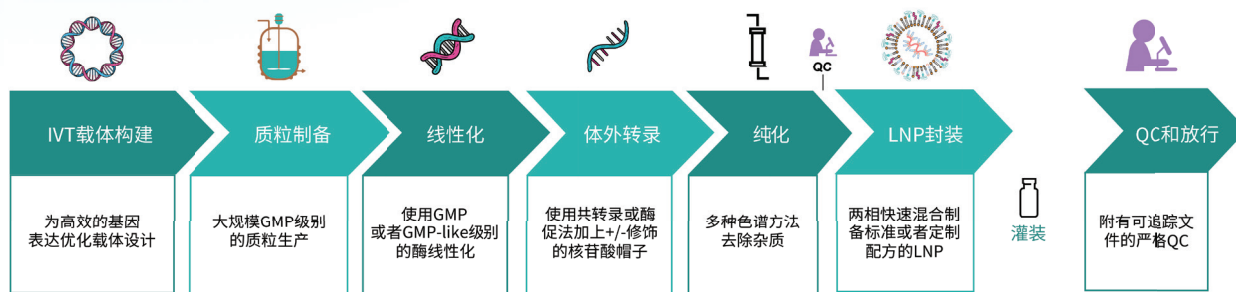 QC
IVT载体构建
质粒制备
线性化
体外转录
纯化
LNP封装
QC和放行
为高效的基因
表达优化载体设计
大规模GMP级别
的质粒生产
使用GMP
或者GMP-like级别
的酶线性化
使用共转录或酶
促法加上+/-修饰
的核苷酸帽子
多种色谱方法
去除杂质
两相快速混合制
备标准或者定制
配方的LNP
灌装
附有可追踪文
件的严格QC